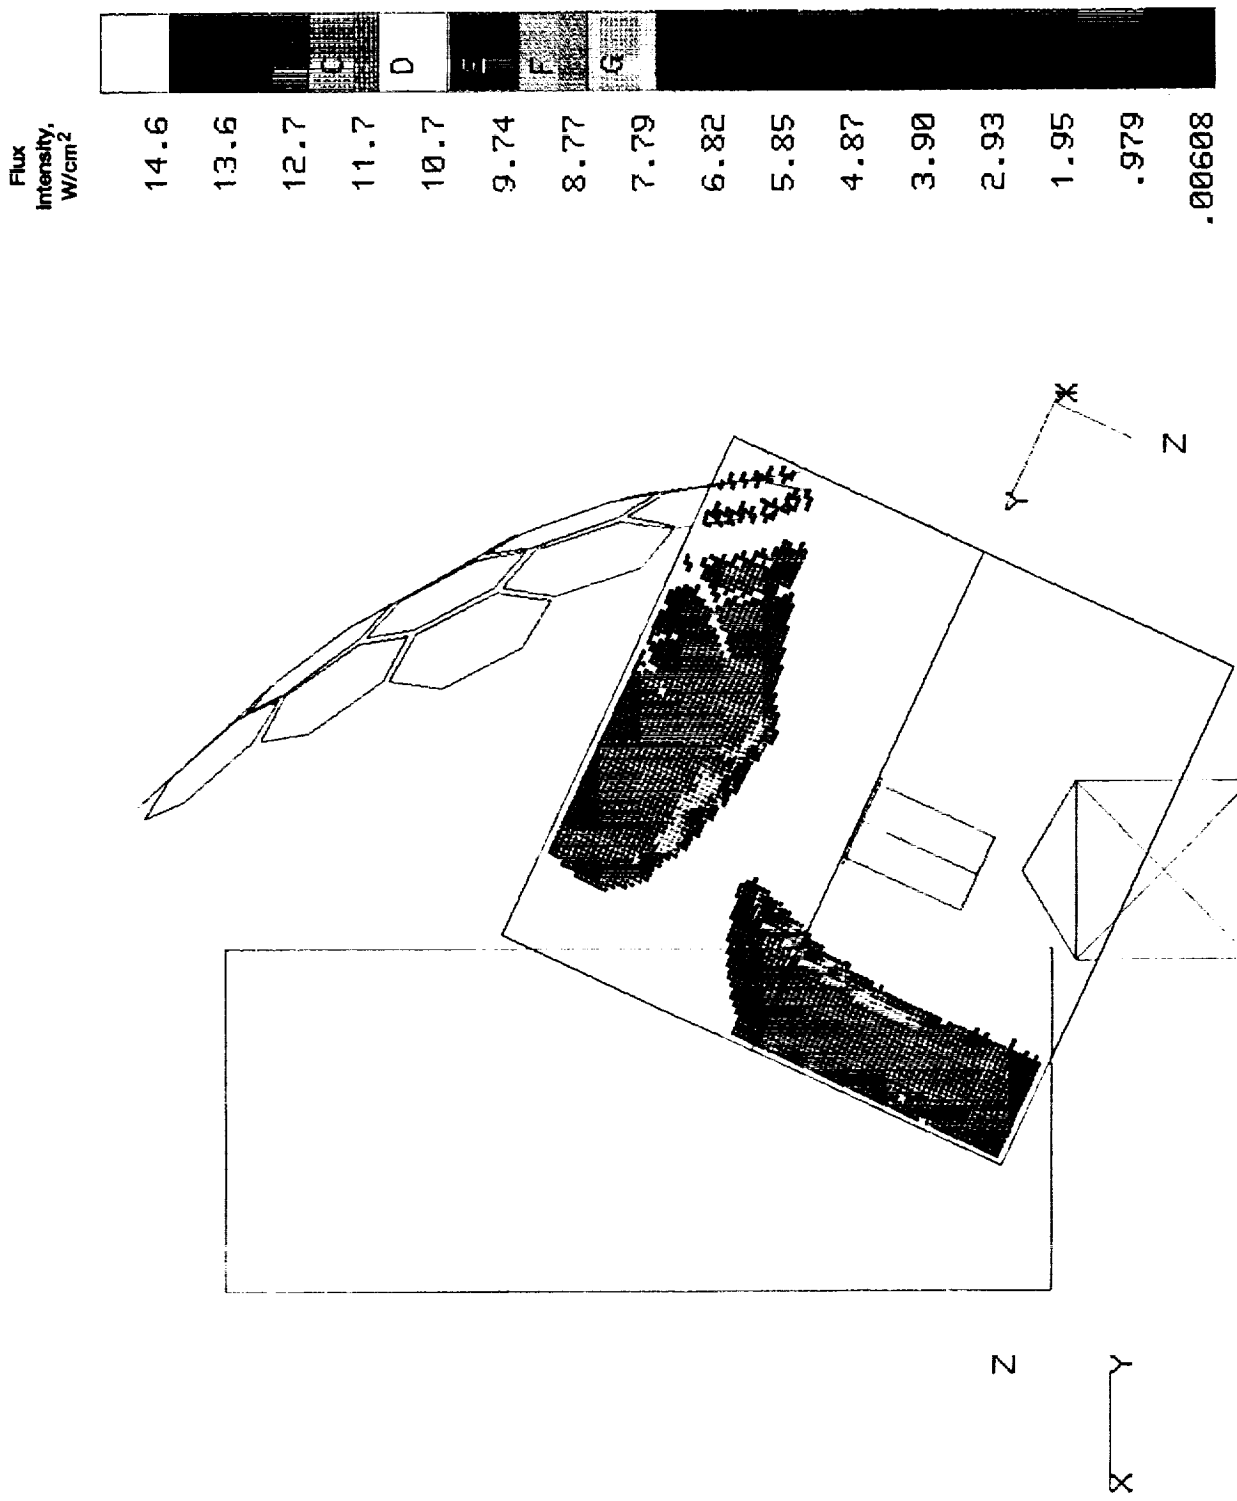 Flux
intensity,
W/cm2
14.6
13.6
12.7
11.7
10.7
9.74
8.77
7.79
6.82
5.85
4.87
3.90
2.93
1.95
.979
.00608
C
D
E
F
G
X
Y
Z
Z
X
Y